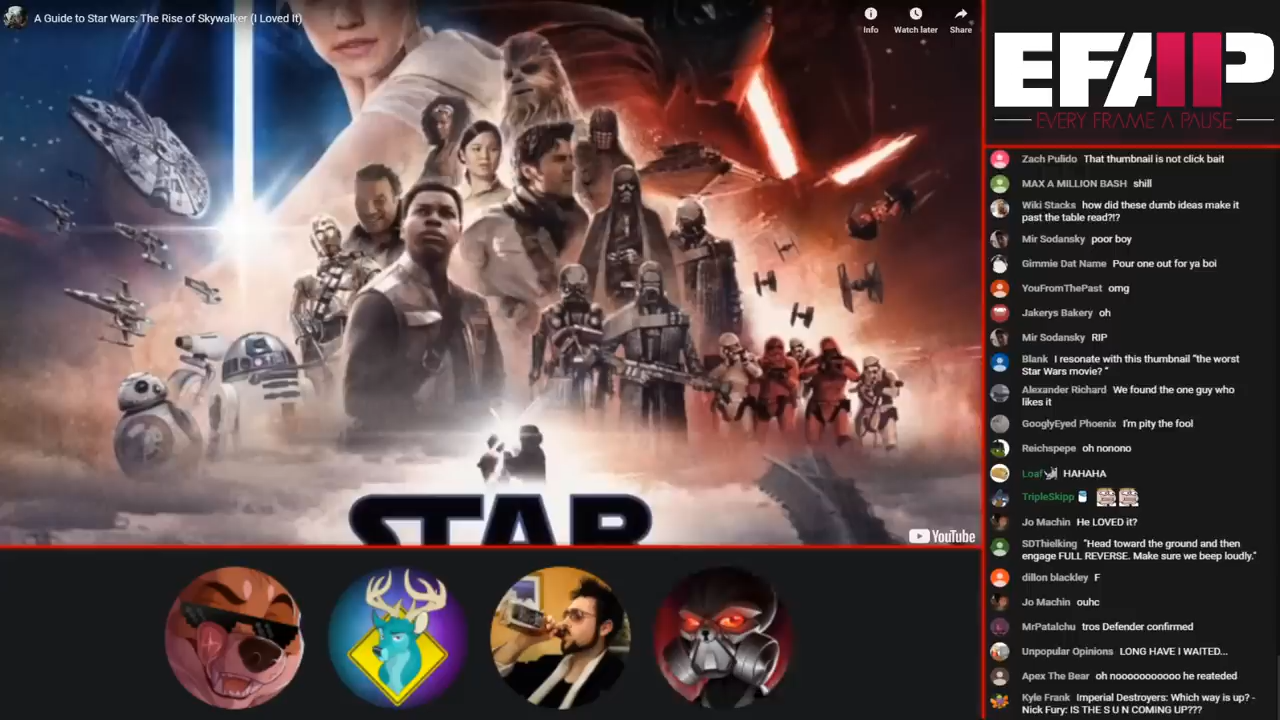 A Guide to Star Wars: The Rise of Skywalker (I Loved It)
Info
Watch later
Share
STAR
YouTube
EFAP
EVERY FRAME A PAUSE
Zach Pulido That thumbnail is not click bait
MAX A MILLION BASH shill
Wiki Stacks how did these dumb ideas make it
past the table read?!?
Mir Sodansky poor boy
Gimmie Dat Name Pour one out for ya boi
YouFromThePast omg
Jakerys Bakery oh
Mir Sodansky RIP
Blank I resonate with this thumbnail “the worst
Star Wars movie? “
Alexander Richard We found the one guy who
likes it
GooglyEyed Phoenix I'm pity the fool
Reichspepe oh nonono
Loaf HAHAHA
TripleSkipp
Jo Machin He LOVED it?
SDThielking "Head toward the ground and then
engage FULL REVERSE. Make sure we beep loudly."
dillon blackley F
Jo Machin ouhc
MrPatalchu tros Defender confirmed
Unpopular Opinions LONG HAVE I WAITED...
Apex The Bear oh nooooooooooo he reateded
Kyle Frank Imperial Destroyers: Which way is up? -
Nick Fury: IS THE S U N COMING UP???